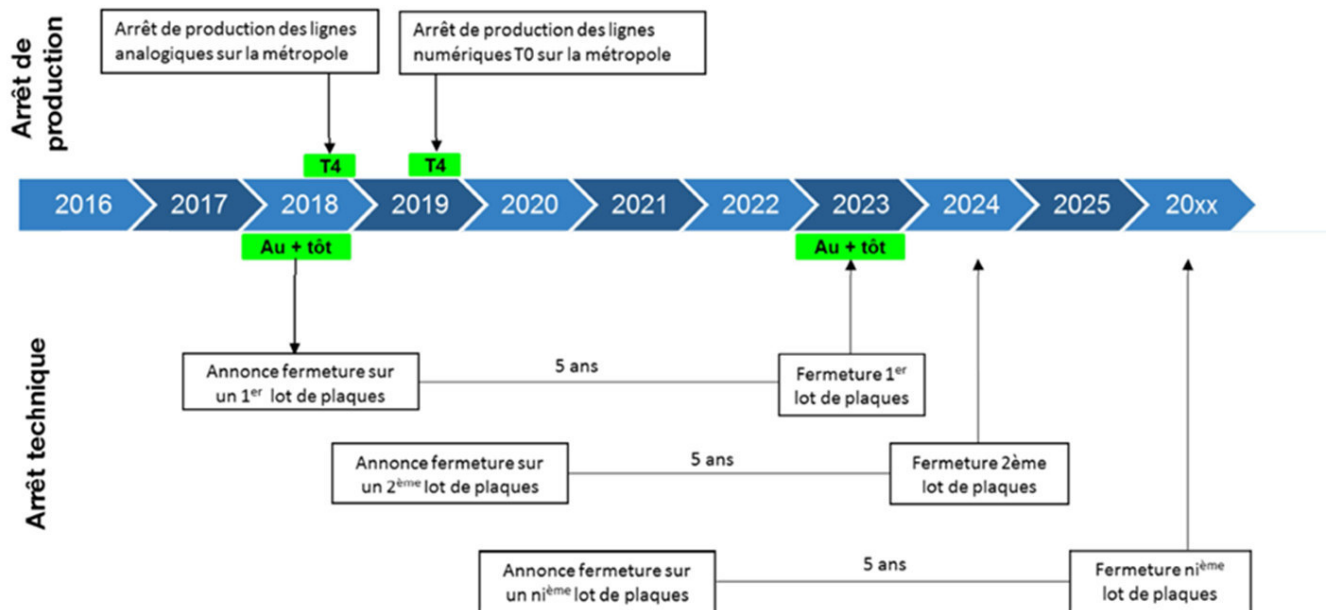 Arrêt de
production
Arrêt de production des lignes
analogiques sur la métropole
Arrêt de production des lignes
numériques T0 sur la métropole
T4
T4
2016
2017
2018
2019
2020
2021
2022
2023
2024
2025
20xx
Au + tôt
Au + tôt
Arrêt technique
Annonce fermeture sur
un 1er lot de plaques
5 ans
Fermeture 1er
lot de plaques
Annonce fermeture sur
un 2ème lot de plaques
5 ans
Fermeture 2ème
lot de plaques
Annonce fermeture sur
un nième lot de plaques
5 ans
Fermeture nième
lot de plaques